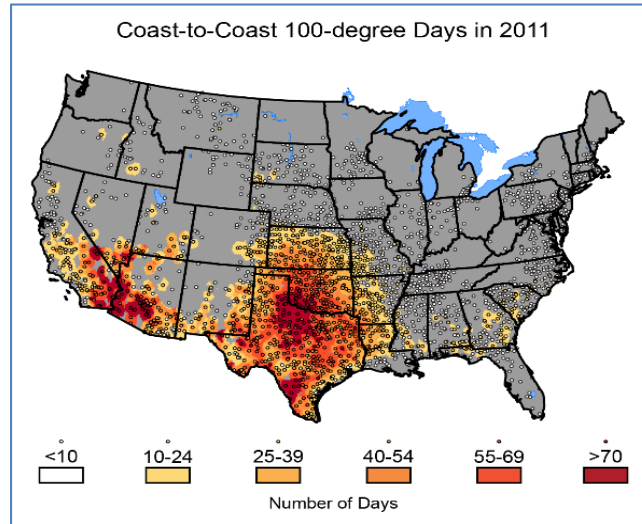 Coast-to-Coast 100-degree Days in 2011
<10 10-24 25-39 40-54 55-69 >70
Number of Days